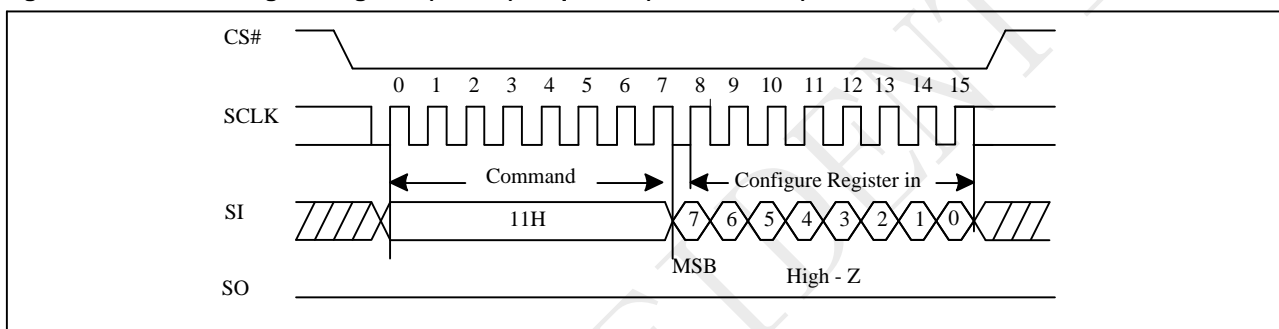 CS#
0 1 2 3 4 5 6 7 8 9 10 11 12 13 14 15
SCLK
Command Configure Register in
SI 11H 7 6 5 4 3 2 1 0
MSB High - Z
SO